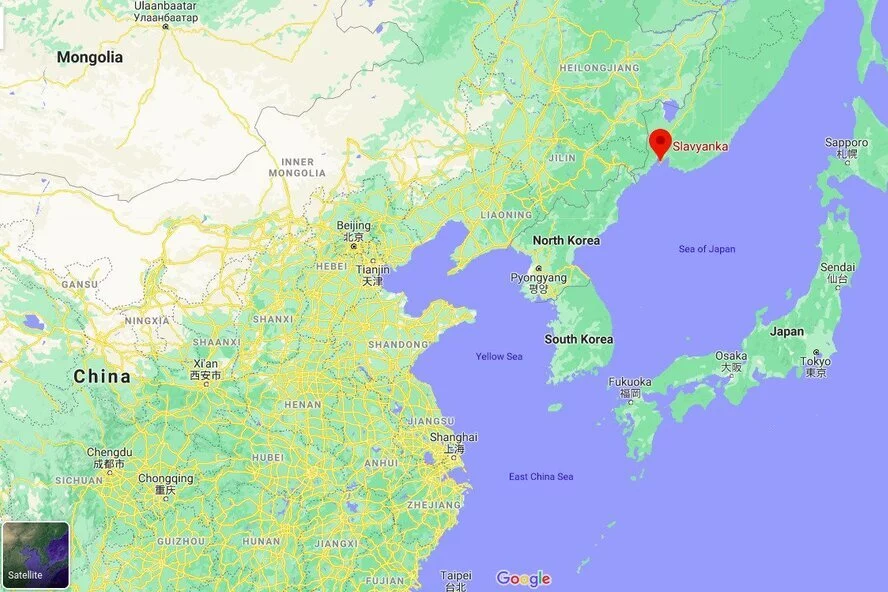 Ulaanbaatar
Улаанбаатар
Mongolia
HEILONGJIANG
Slavyanka
Sapporo
札幌
JILIN
INNER
MONGOLIA
LIAONING
Beijing
北京
North Korea
Sea of Japan
HEBEI
Tianjin
天津
Pyongyang
평양
Sendai
仙台
GANSU
NINGXIA
SHANXI
SHAANXI
SHANDONG
South Korea
Japan
Yellow Sea
Xi'an
西安市
Osaka
大阪
Tokyo
東京
China
Fukuoka
福岡
HENAN
JIANGSU
Shanghai
上海
Chengdu
成都市
HUBEI
ANHUI
SICHUAN
Chongqing
重庆
East China Sea
ZHEJIANG
GUIZHOU
HUNAN
JIANGXI
Satellite
FUJIAN
Taipei
台北
Google